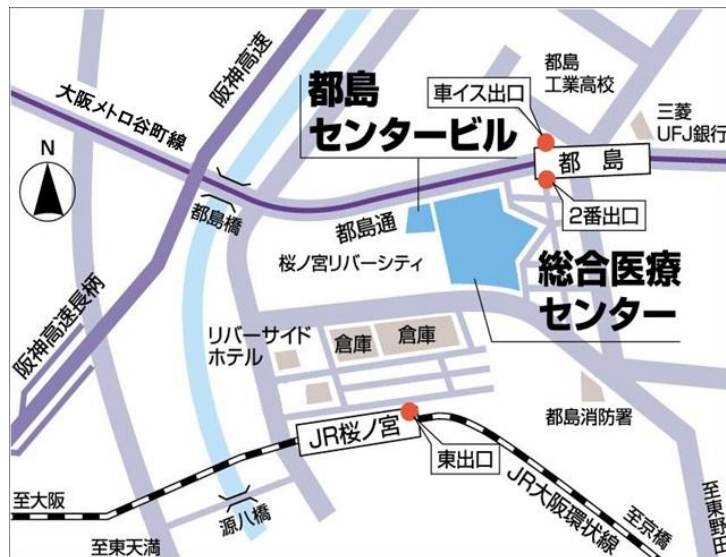 阪神高速
大阪メトロ谷町線
都島
センタービル
都島
工業高校
車イス出口
三菱
UFJ銀行
都島
2番出口
N
都島橋
都島通
桜ノ宮リバーシティ
総合医療
センター
阪神高速長柄
リバーサイド
ホテル
倉庫
倉庫
都島消防署
JR桜ノ宮
東出口
JR大阪環状線
至大阪
源八橋
至東天満
至京橋
至東野田